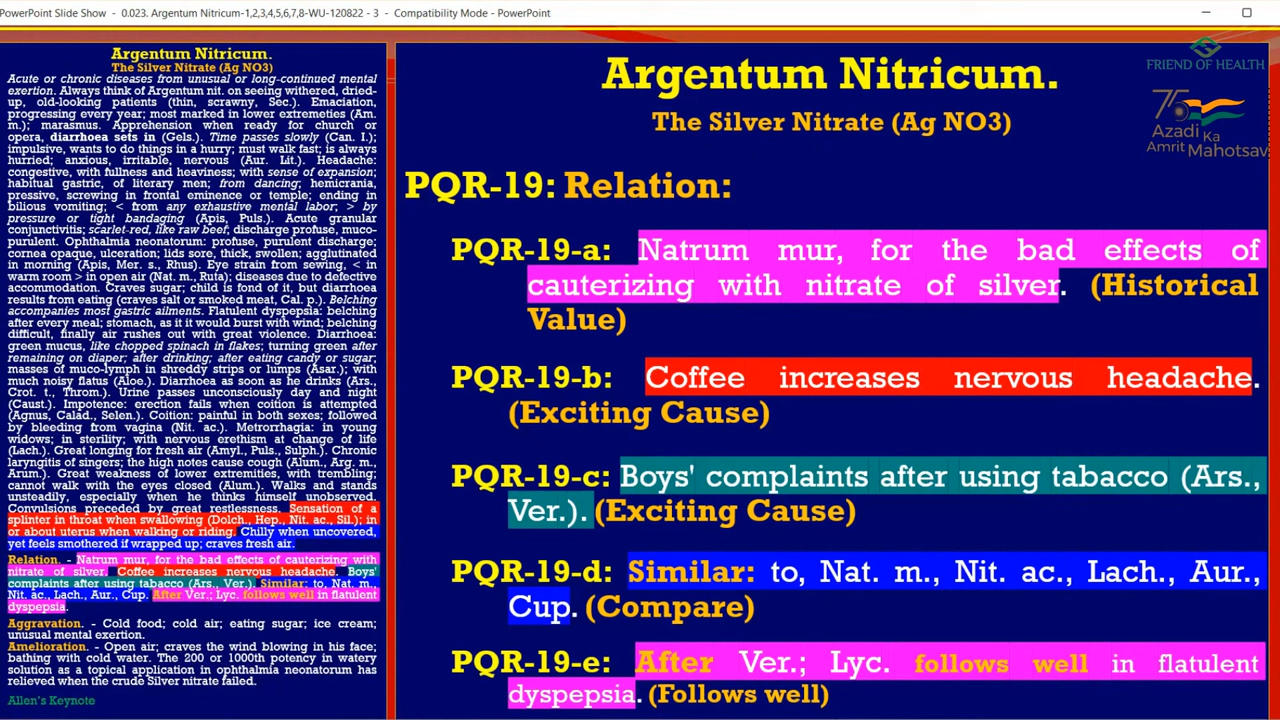 PowerPoint Slide Show - 0.023. Argentum Nitricum-1,2,3,4,5,6,7,8-WU-120822 - 3 - Compatibility Mode - PowerPoint
Argentum Nitricum.
The Silver Nitrate (Ag NO3)
Acute or chronic diseases from unusual or long-continued mental
exertion. Always think of Argentum nit. on seeing withered, dried-
up, old-looking patients (thin, scrawny, Sec.). Emaciation,
progressing every year; most marked in lower extremeties (Am.
m.); marasmus. Apprehension when ready for church or
opera, diarrhoea sets in (Gels.). Time passes slowly (Can. I.);
impulsive, wants to do things in a hurry; must walk fast; is always
hurried; anxious, irritable, nervous (Aur. Lit.). Headache:
congestive, with fullness and heaviness; with sense of expansion;
habitual gastric, of literary men; from dancing; hemicrania,
pressive, screwing in frontal eminence or temple; ending in
bilious vomiting; < from any exhaustive mental labor; > by
pressure or tight bandaging (Apis, Puls.). Acute granular
conjunctivitis; scarlet-red, like raw beef; discharge profuse, muco-
purulent. Ophthalmia neonatorum: profuse, purulent discharge;
cornea opaque, ulceration; lids sore, thick, swollen; agglutinated
in morning (Apis, Mer. s., Rhus). Eye strain from sewing, < in
warm room > in open air (Nat. m., Ruta); diseases due to defective
accommodation. Craves sugar; child is fond of it, but diarrhoea
results from eating (craves salt or smoked meat, Cal. p.). Belching
accompanies most gastric ailments. Flatulent dyspepsia: belching
after every meal; stomach, as it it would burst with wind; belching
difficult, finally air rushes out with great violence. Diarrhoea:
green mucus, like chopped spinach in flakes; turning green after
remaining on diaper; after drinking; after eating candy or sugar;
masses of muco-lymph in shreddy strips or lumps (Asar.); with
much noisy flatus (Aloe.). Diarrhoea as soon as he drinks (Ars.,
Crot. t., Throm.). Urine passes unconsciously day and night
(Caust.). Impotence: erection fails when coition is attempted
(Agnus, Calad., Selen.). Coition: painful in both sexes; followed
by bleeding from vagina (Nit. ac.). Metrorrhagia: in young
widows; in sterility; with nervous erethism at change of life
(Lach.). Great longing for fresh air (Amyl., Puls., Sulph.). Chronic
laryngitis of singers; the high notes cause cough (Alum., Arg. m.,
Arum.). Great weakness of lower extremities, with trembling;
cannot walk with the eyes closed (Alum.). Walks and stands
unsteadily, especially when he thinks himself unobserved.
Convulsions preceded by great restlessness. Sensation of a
splinter in throat when swallowing (Dolch., Hep., Nit. ac., Sil.); in
or about uterus when walking or riding. Chilly when uncovered,
yet feels smothered if wrapped up; craves fresh air.
Relation. - Natrum mur, for the bad effects of cauterizing with
nitrate of silver. Coffee increases nervous headache. Boys'
complaints after using tabacco (Ars., Ver.). Similar: to, Nat. m.,
Nit. ac., Lach., Aur., Cup. After Ver.; Lyc. follows well in flatulent
dyspepsia.
Aggravation. - Cold food; cold air; eating sugar; ice cream;
unusual mental exertion.
Amelioration. - Open air; craves the wind blowing in his face;
bathing with cold water. The 200 or 1000th potency in watery
solution as a topical application in ophthalmia neonatorum has
relieved when the crude Silver nitrate failed.
Allen's Keynote
Argentum Nitricum.
The Silver Nitrate (Ag NO3)
FRIEND OF HEALTH
75
Azadi
Ka
Amrit
Mahotsav
PQR-19: Relation:
PQR-19-a: Natrum mur, for the bad effects of
cauterizing with nitrate of silver. (Historical
Value)
PQR-19-b: Coffee increases nervous headache.
(Exciting Cause)
PQR-19-c: Boys' complaints after using tabacco (Ars.,
Ver.). (Exciting Cause)
PQR-19-d: Similar: to, Nat. m., Nit. ac., Lach., Aur.,
Cup. (Compare)
PQR-19-e: After Ver.; Lyc. follows well in flatulent
dyspepsia. (Follows well)